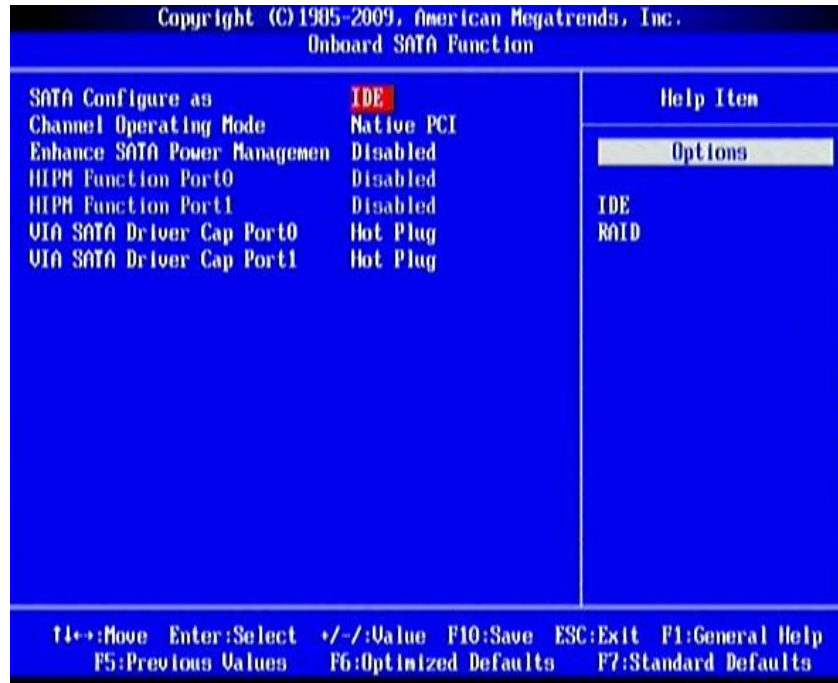 Copyright (C)1985-2009, American Megatrends, Inc.
Onboard SATA Function
SATA Configure as IDE
Channel Operating Mode Native PCI
Enhance SATA Power Managemen Disabled
HIPM Function Port0 Disabled
HIPM Function Port1 Disabled
VIA SATA Driver Cap Port0 Hot Plug
VIA SATA Driver Cap Port1 Hot Plug
Help Item
Options
IDE
RAID
↑↓←→:Move Enter:Select +/-/:Value F10:Save ESC:Exit F1:General Help
F5:Previous Values F6:Optimized Defaults F7:Standard Defaults